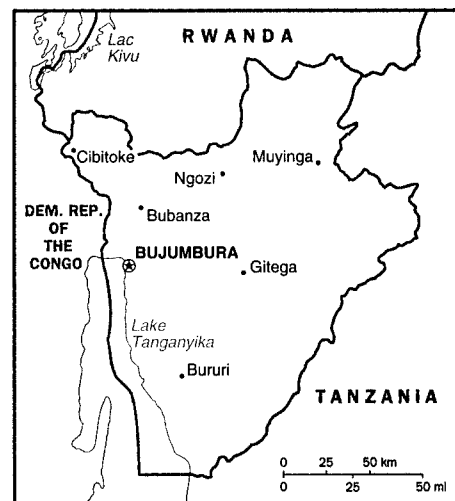 RWANDA
Lac
Kivu
Cibitoke
Muyinga
Ngozi
DEM. REP.
OF
THE
CONGO
Bubanza
BUJUMBURA
Gitega
Lake
Tanganyika
Bururi
TANZANIA
0 25 50 km
0 25 50 ml